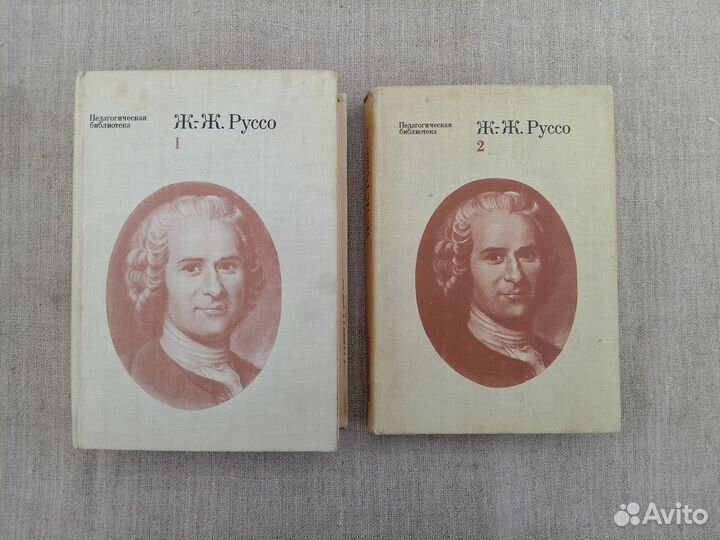 Педагогическая
библиотека
Ж.-Ж. Руссо
1
Педагогическая
библиотека
Ж.-Ж. Руссо
2
Avito